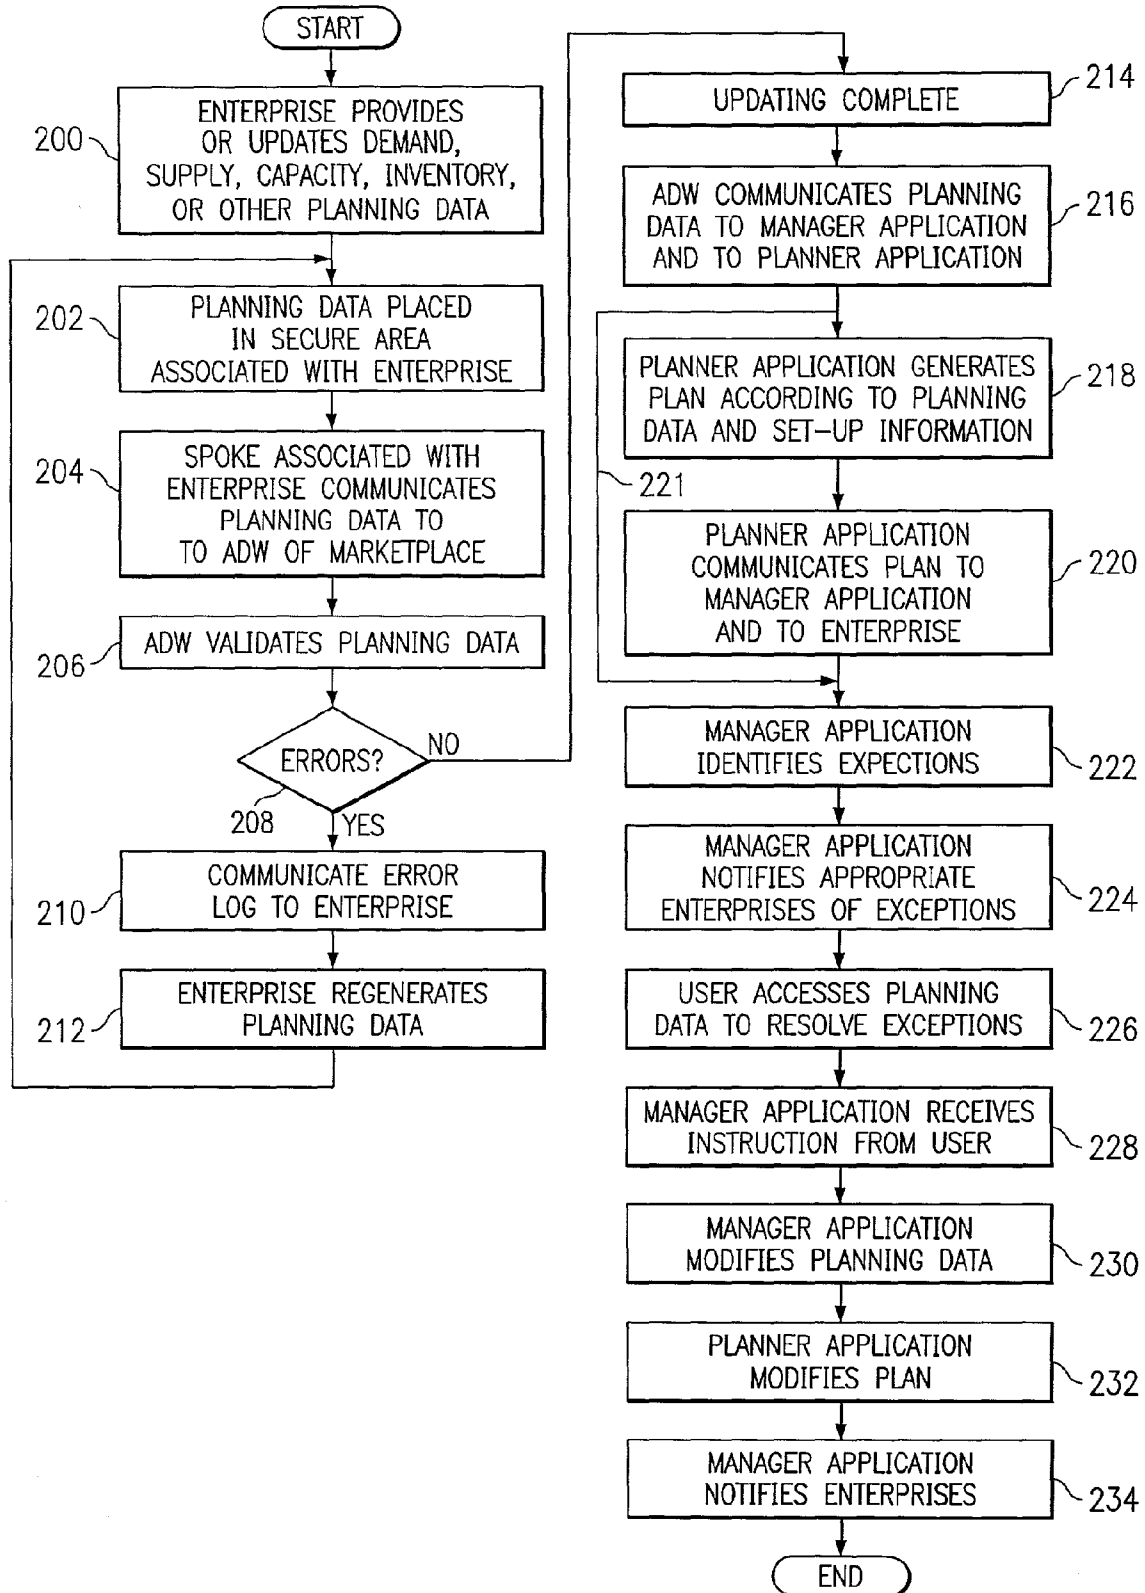 START
200
ENTERPRISE PROVIDES
OR UPDATES DEMAND,
SUPPLY, CAPACITY, INVENTORY,
OR OTHER PLANNING DATA
202
PLANNING DATA PLACED
IN SECURE AREA
ASSOCIATED WITH ENTERPRISE
204
SPOKE ASSOCIATED WITH
ENTERPRISE COMMUNICATES
PLANNING DATA TO
TO ADW OF MARKETPLACE
206
ADW VALIDATES PLANNING DATA
ERRORS?
NO
208
YES
210
COMMUNICATE ERROR
LOG TO ENTERPRISE
212
ENTERPRISE REGENERATES
PLANNING DATA
UPDATING COMPLETE
214
ADW COMMUNICATES PLANNING
DATA TO MANAGER APPLICATION
AND TO PLANNER APPLICATION
216
PLANNER APPLICATION GENERATES
PLAN ACCORDING TO PLANNING
DATA AND SET-UP INFORMATION
218
221
PLANNER APPLICATION
COMMUNICATES PLAN TO
MANAGER APPLICATION
AND TO ENTERPRISE
220
MANAGER APPLICATION
IDENTIFIES EXPECTIONS
222
MANAGER APPLICATION
NOTIFIES APPROPRIATE
ENTERPRISES OF EXCEPTIONS
224
USER ACCESSES PLANNING
DATA TO RESOLVE EXCEPTIONS
226
MANAGER APPLICATION RECEIVES
INSTRUCTION FROM USER
228
MANAGER APPLICATION
MODIFIES PLANNING DATA
230
PLANNER APPLICATION
MODIFIES PLAN
232
MANAGER APPLICATION
NOTIFIES ENTERPRISES
234
END